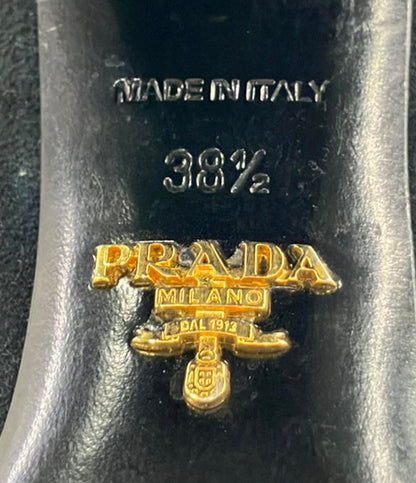 MADE IN ITALY
38½
PRADA
MILANO
DAL 1913